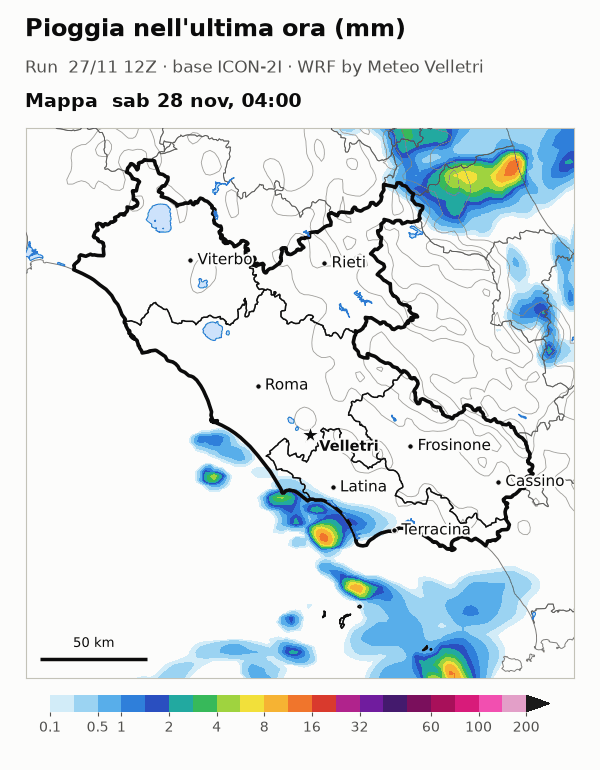 Pioggia nell'ultima ora (mm)
Run  27/11 12Z · base ICON-2I · WRF by Meteo Velletri
Mappa  sab 28 nov, 04:00
Viterbo
Rieti
Roma
Velletri
Frosinone
Latina
Cassino
Terracina
50 km
0.1 0.5 1 2 4 8 16 32 60 100 200